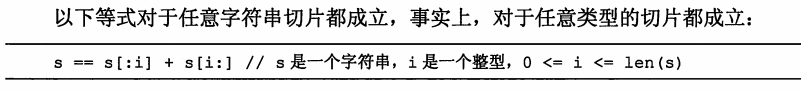 以下等式对于任意字符串切片都成立，事实上，对于任意类型的切片都成立：
s == s[:i] + s[i:] // s 是一个字符串，i 是一个整型，0 <= i <= len(s)